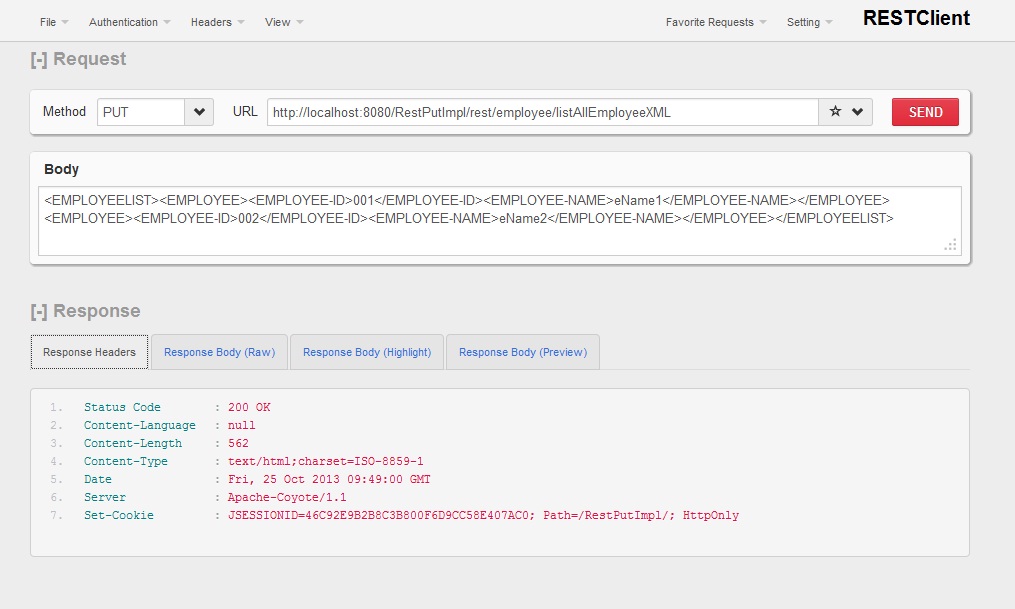 File Authentication Headers View Favorite Requests Setting RESTClient
[-] Request
Method PUT URL http://localhost:8080/RestPutImpl/rest/employee/listAllEmployeeXML SEND
Body
<EMPLOYEELIST><EMPLOYEE><EMPLOYEE-ID>001</EMPLOYEE-ID><EMPLOYEE-NAME>eName1</EMPLOYEE-NAME></EMPLOYEE>
<EMPLOYEE><EMPLOYEE-ID>002</EMPLOYEE-ID><EMPLOYEE-NAME>eName2</EMPLOYEE-NAME></EMPLOYEE></EMPLOYEELIST>
[-] Response
Response Headers Response Body (Raw) Response Body (Highlight) Response Body (Preview)
1. Status Code : 200 OK
2. Content-Language : null
3. Content-Length : 562
4. Content-Type : text/html;charset=ISO-8859-1
5. Date : Fri, 25 Oct 2013 09:49:00 GMT
6. Server : Apache-Coyote/1.1
7. Set-Cookie : JSESSIONID=46C92E9B2B8C3B800F6D9CC58E407AC0; Path=/RestPutImpl/; HttpOnly